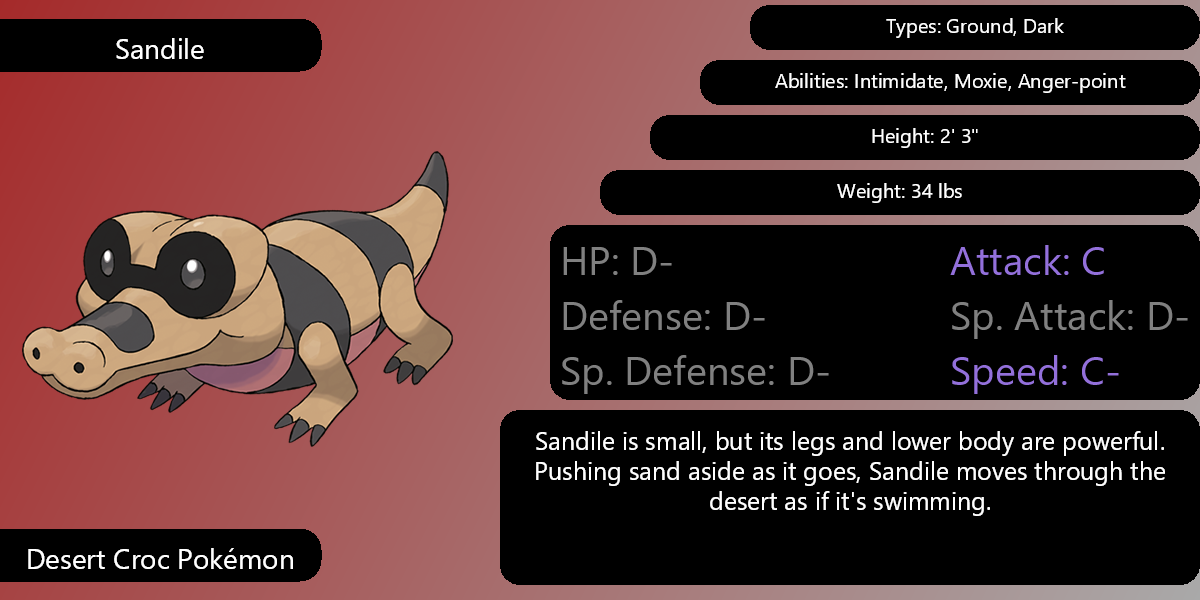 Sandile
Types: Ground, Dark
Abilities: Intimidate, Moxie, Anger-point
Height: 2' 3"
Weight: 34 lbs
HP: D-
Attack: C
Defense: D-
Sp. Attack: D-
Sp. Defense: D-
Speed: C-
Sandile is small, but its legs and lower body are powerful.
Pushing sand aside as it goes, Sandile moves through the
desert as if it's swimming.
Desert Croc Pokémon